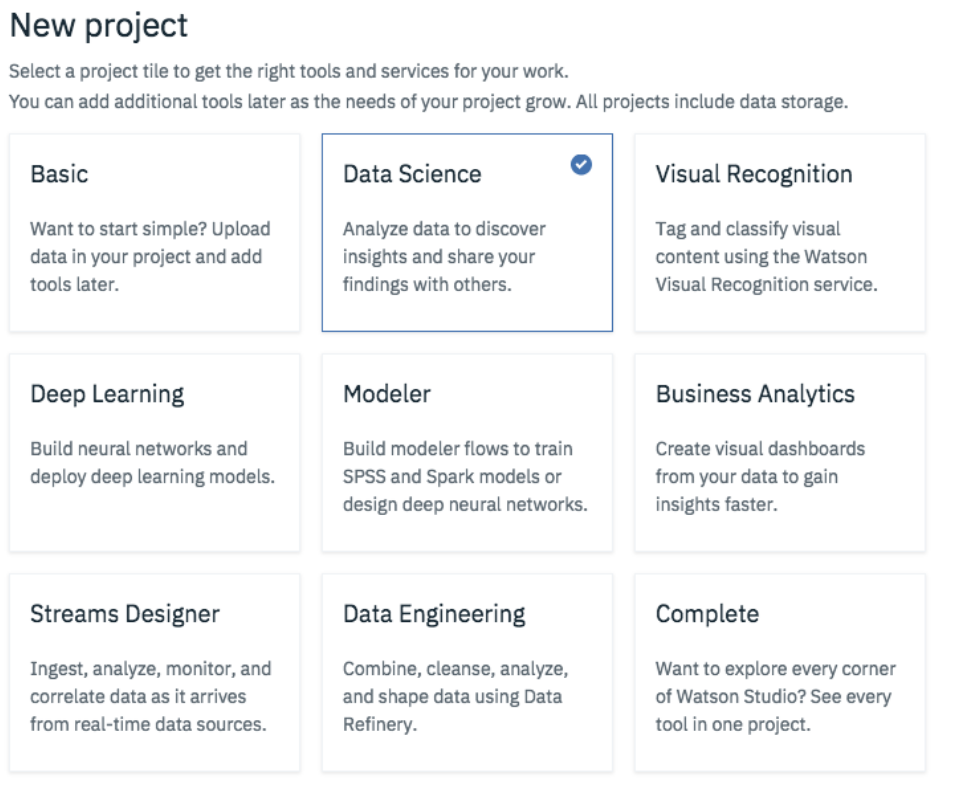 New project
Select a project tile to get the right tools and services for your work.
You can add additional tools later as the needs of your project grow. All projects include data storage.
Basic
Want to start simple? Upload
data in your project and add
tools later.
Data Science
Analyze data to discover
insights and share your
findings with others.
Visual Recognition
Tag and classify visual
content using the Watson
Visual Recognition service.
Deep Learning
Build neural networks and
deploy deep learning models.
Modeler
Build modeler flows to train
SPSS and Spark models or
design deep neural networks.
Business Analytics
Create visual dashboards
from your data to gain
insights faster.
Streams Designer
Ingest, analyze, monitor, and
correlate data as it arrives
from real-time data sources.
Data Engineering
Combine, cleanse, analyze,
and shape data using Data
Refinery.
Complete
Want to explore every corner
of Watson Studio? See every
tool in one project.